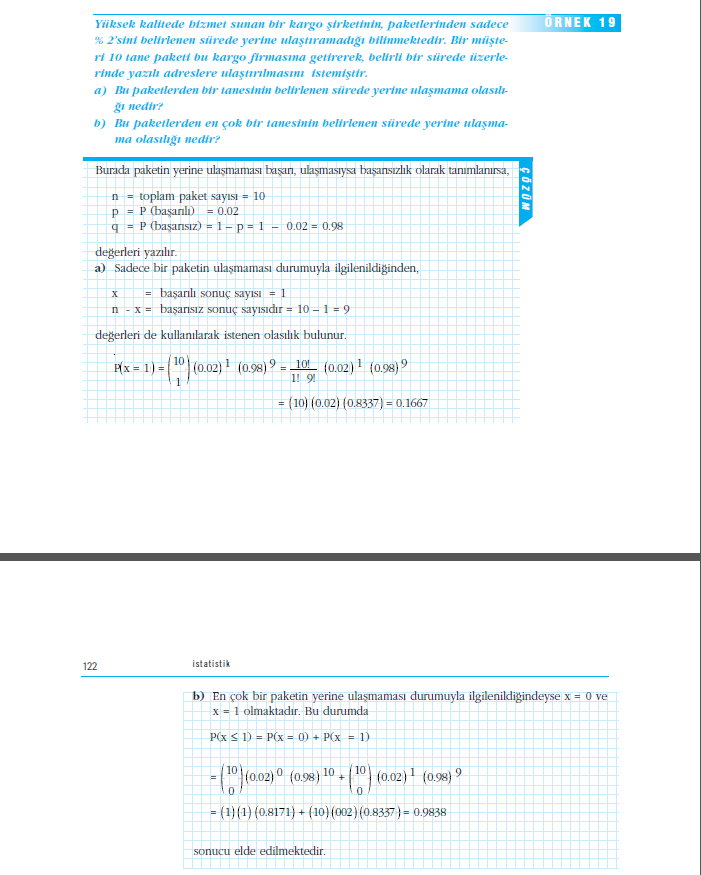 Yüksek kalitede hizmet sunan bir kargo şirketinin, paketlerinden sadece
ÖRNEK 19
% 2'sini belirlenen sürede yerine ulaştıramadığı bilinmektedir. Bir müşte-
ri 10 tane paketi bu kargo firmasına getirerek, belirli bir sürede üzerle-
rinde yazılı adreslere ulaştırılmasını istemiştir.
a) Bu paketlerden bir tanesinin belirlenen sürede yerine ulaşmama olasılı-
ğı nedir?
b) Bu paketlerden en çok bir tanesinin belirlenen sürede yerine ulaşma-
ma olasılığı nedir?
ÇÖZÜM
Burada paketin yerine ulaşmaması başarı, ulaşmasıysa başarısızlık olarak tanımlanırsa,
n = toplam paket sayısı = 10
p = P (başarılı) = 0.02
q = P (başarısız) = 1 – p = 1 – 0.02 = 0.98
değerleri yazılır.
a) Sadece bir paketin ulaşmaması durumuyla ilgilenildiğinden,
x = başarılı sonuç sayısı = 1
n - x = başarısız sonuç sayısıdır = 10 – 1 = 9
değerleri de kullanılarak istenen olasılık bulunur.
P(x = 1) = (10 1) (0.02)^1 (0.98)^9 = 10! / 1! 9! (0.02)^1 (0.98)^9
= (10) (0.02) (0.8337) = 0.1667
122 istatistik
b) En çok bir paketin yerine ulaşmaması durumuyla ilgilenildiğindeyse x = 0 ve
x = 1 olmaktadır. Bu durumda
P(x ≤ 1) = P(x = 0) + P(x = 1)
= (10 0) (0.02)^0 (0.98)^10 + (10 0) (0.02)^1 (0.98)^9
= (1) (1) (0.8171) + (10) (002) (0.8337) = 0.9838
sonucu elde edilmektedir.